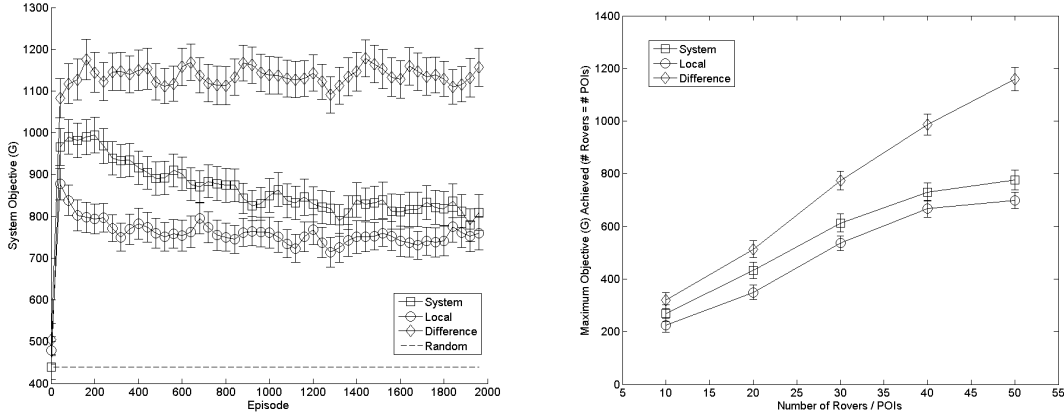 1300
1200
1100
1000
900
800
700
600
500
400
0 200 400 600 800 1000 1200 1400 1600 1800 2000
System Objective (G)
Episode
System
Local
Difference
Random
1400
1200
1000
800
600
400
200
0
5 10 15 20 25 30 35 40 45 50 55
Maximum Objective (G) Achieved (# Rovers = # POIs)
Number of Rovers / POIs
System
Local
Difference